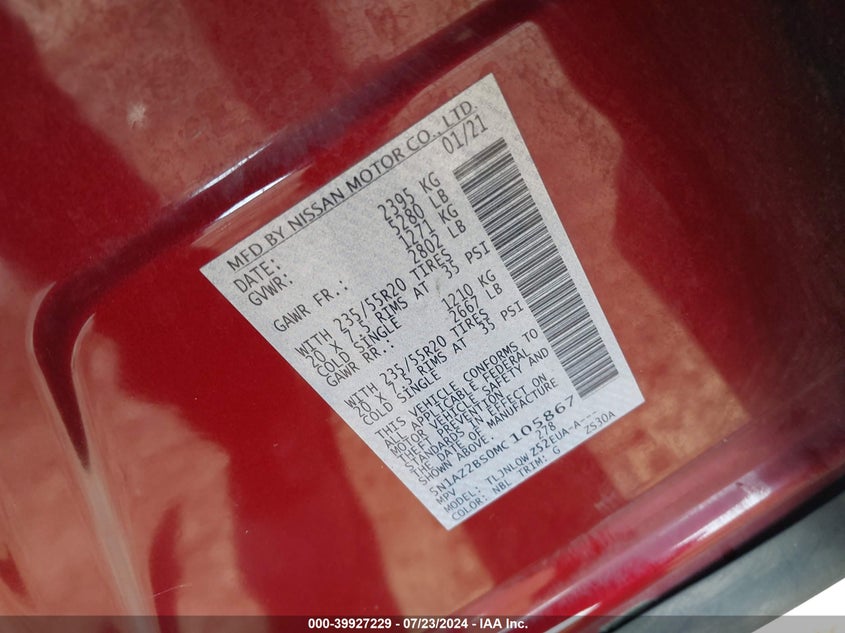 MFD BY NISSAN MOTOR CO., LTD.
DATE: 01/21
GVWR: 2395 KG
5280 LB
GAWR FR.: 1271 KG
2802 LB
WITH 235/55R20 TIRES
20 X 7.5 RIMS AT 35 PSI
COLD SINGLE
GAWR RR.: 1210 KG
2667 LB
WITH 235/55R20 TIRES
20 X 7.5 RIMS AT 35 PSI
COLD SINGLE
THIS VEHICLE CONFORMS TO
ALL APPLICABLE FEDERAL
MOTOR VEHICLE SAFETY AND
THEFT PREVENTION
STANDARDS IN EFFECT ON
THE DATE OF MANUFACTURE
SHOWN ABOVE. 278
5N1AZ2BS0MC105867
MPV
MODEL: TLJNLQWZS2EUA-A---
COLOR: NBL TRIM: G ZS30A
000-39927229 - 07/23/2024 - IAA Inc.